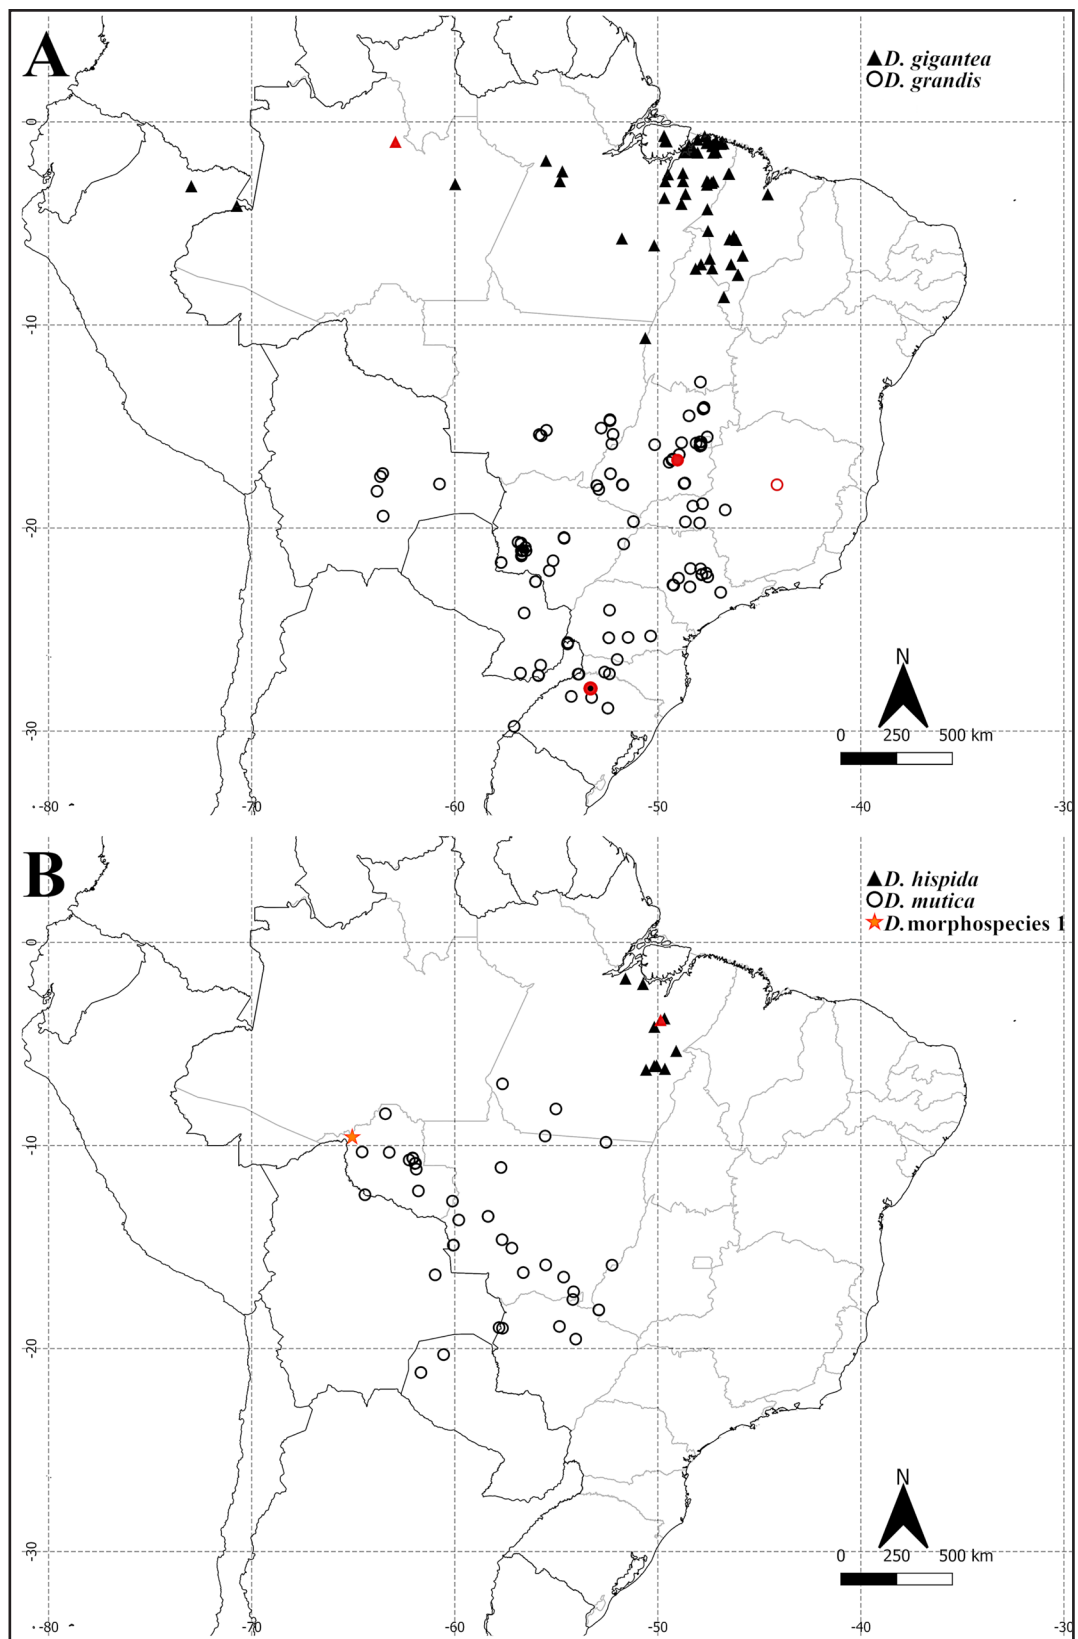 A
▲D. gigantea
D. grandis
0
-10
-20
-30
N
0 250 500 km
-80 -70 -60 -50 -40 -30
B
D. hispida
D. mutica
D. morphospecies 1
0
-10
-20
-30
N
0 250 500 km
-80 -70 -60 -50 -40 -30